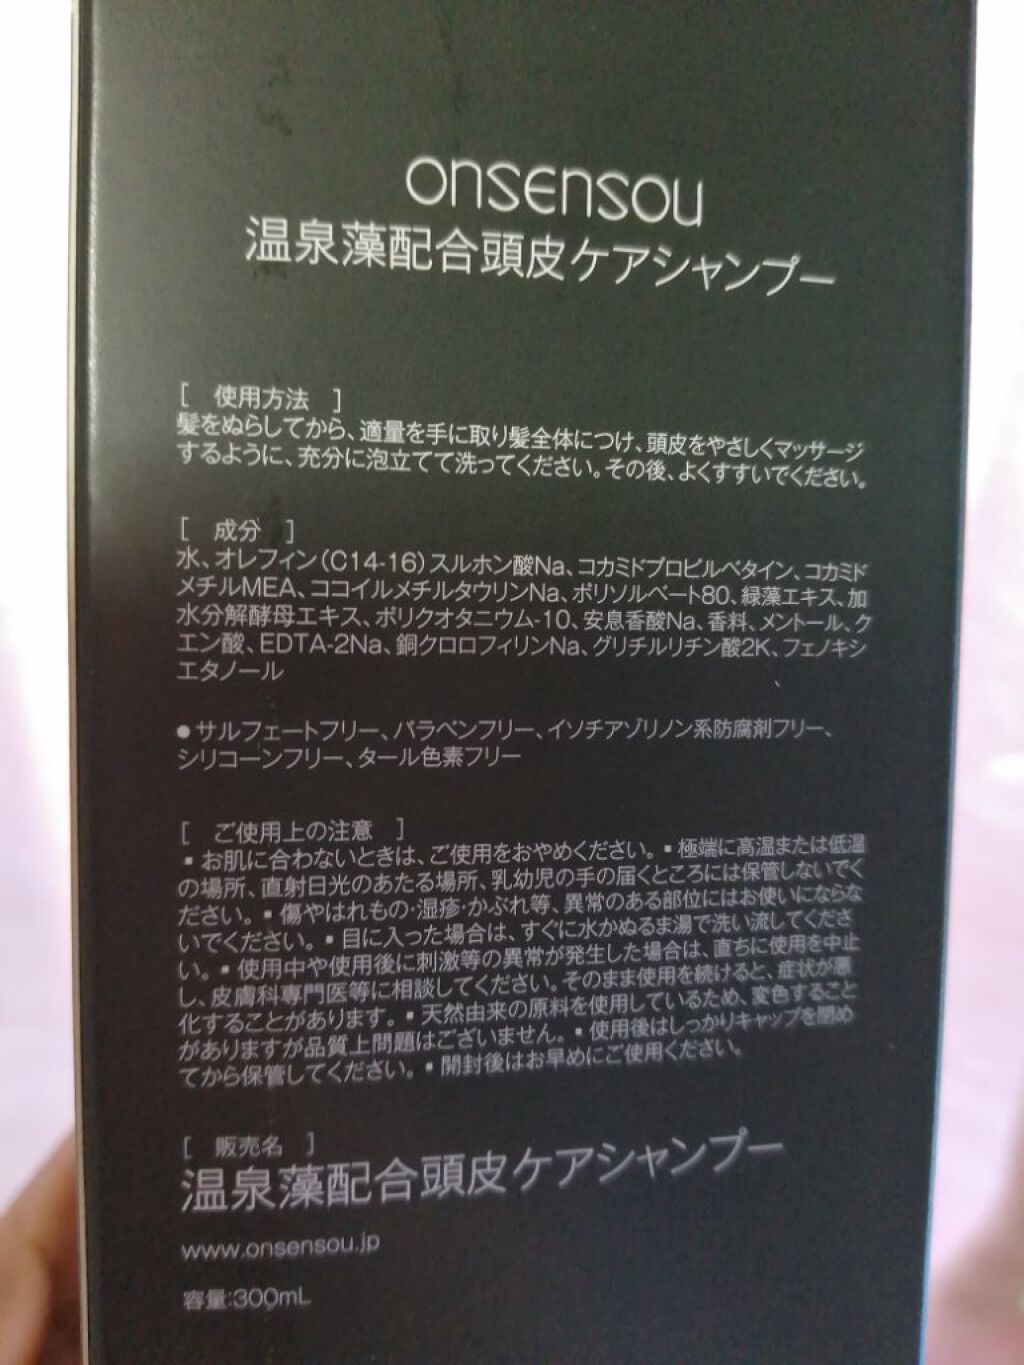 onsensou
温泉藻配合頭皮ケアシャンプー
[ 使用方法 ]
髪をぬらしてから、適量を手に取り髪全体につけ、頭皮をやさしくマッサージ
するように、充分に泡立てて洗ってください。その後、よくすすいでください。
[ 成分 ]
水、オレフィン(C14-16)スルホン酸Na、コカミドプロピルベタイン、コカミド
メチルMEA、ココイルメチルタウリンNa、ポリソルベート80、緑藻エキス、加
水分解酵母エキス、ポリクオタニウム-10、安息香酸Na、香料、メントール、ク
エン酸、EDTA-2Na、銅クロロフィリンNa、グリチルリチン酸2K、フェノキシ
エタノール
●サルフェートフリー、パラベンフリー、イソチアゾリノン系防腐剤フリー、
シリコーンフリー、タール色素フリー
[ ご使用上の注意 ]
▪お肌に合わないときは、ご使用をおやめください。▪極端に高温または低温
の場所、直射日光のあたる場所、乳幼児の手の届くところには保管しないでく
ださい。▪傷やはれもの・湿疹・かぶれ等、異常のある部位にはお使いにならな
いでください。▪目に入った場合は、すぐに水かぬるま湯で洗い流してくださ
い。▪使用中や使用後に刺激等の異常が発生した場合は、直ちに使用を中止
し、皮膚科専門医等に相談してください。そのまま使用を続けると、症状が悪
化することがあります。▪天然由来の原料を使用しているため、変色すること
がありますが品質上問題はございません。▪使用後はしっかりキャップを閉め
てから保管してください。▪開封後はお早めにご使用ください。
[ 販売名 ]
温泉藻配合頭皮ケアシャンプー
www.onsensou.jp
容量:300mL